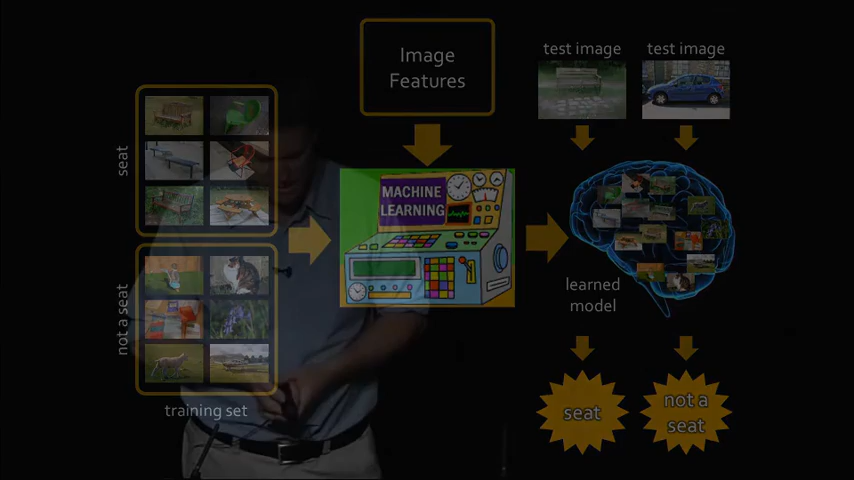 Image
Features
test image
test image
seat
MACHINE
LEARNING
not a seat
learned
model
training set
seat
not a
seat